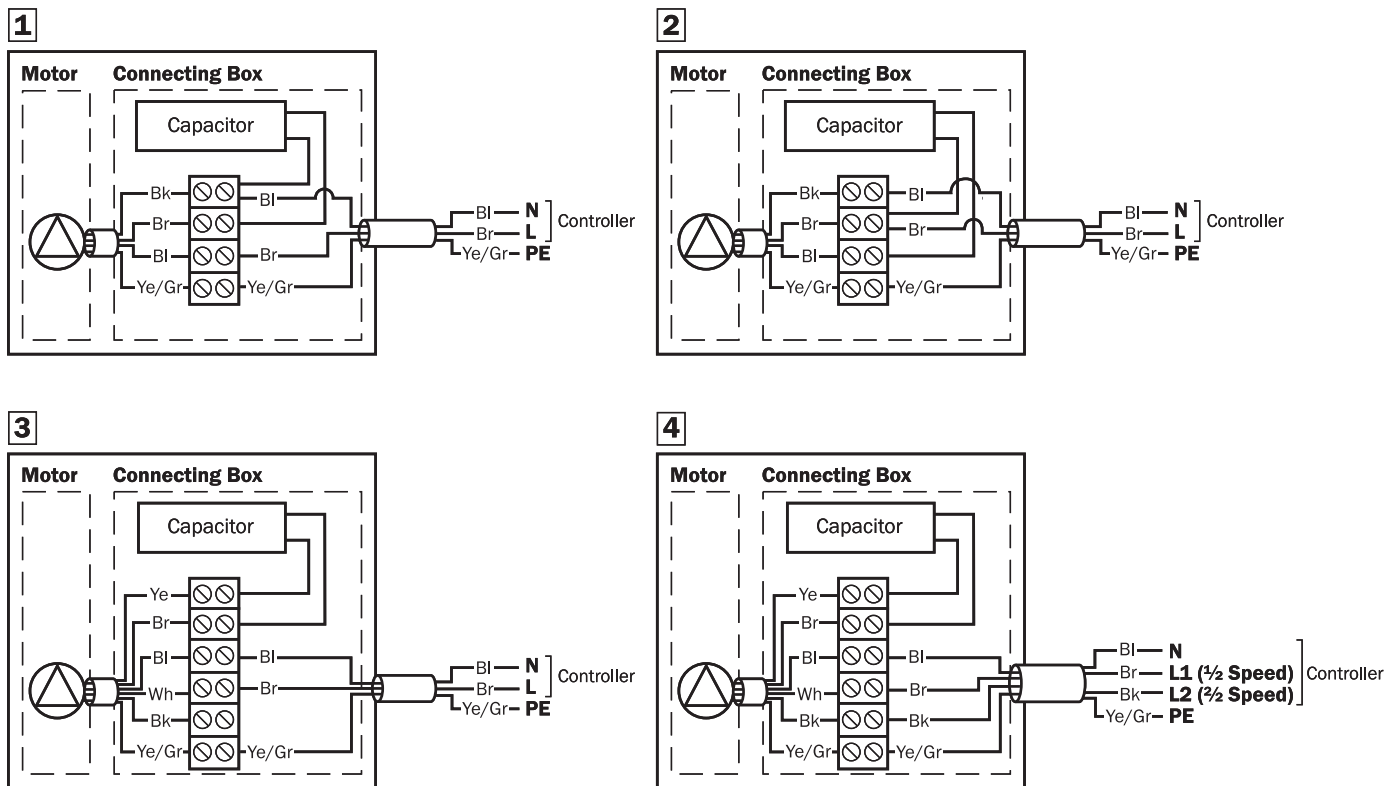 1
Motor Connecting Box
Capacitor
Bk
Bl
Br
Bl Br
Ye/Gr Ye/Gr
Bl N
Br L
Ye/Gr PE
Controller
2
Motor Connecting Box
Capacitor
Bk Bl
Br Br
Bl
Ye/Gr Ye/Gr
Bl N
Br L
Ye/Gr PE
Controller
3
Motor Connecting Box
Capacitor
Ye
Br
Bl Bl
Wh Br
Bk
Ye/Gr Ye/Gr
Bl N
Br L
Ye/Gr PE
Controller
4
Motor Connecting Box
Capacitor
Ye
Br
Bl Bl
Wh Br
Bk Bk
Ye/Gr Ye/Gr
Bl N
Br L1 (½ Speed)
Bk L2 (2/2 Speed)
Ye/Gr PE
Controller